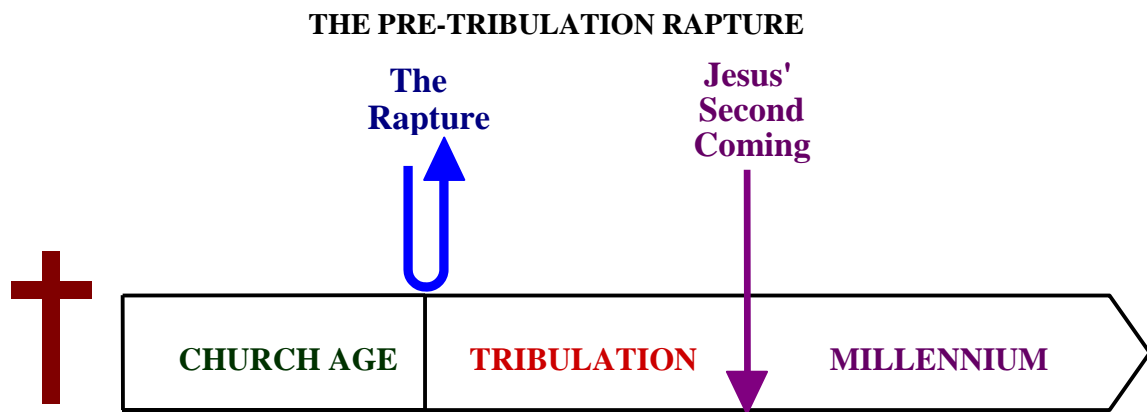 THE PRE-TRIBULATION RAPTURE
The
Rapture
Jesus'
Second
Coming
CHURCH AGE
TRIBULATION
MILLENNIUM